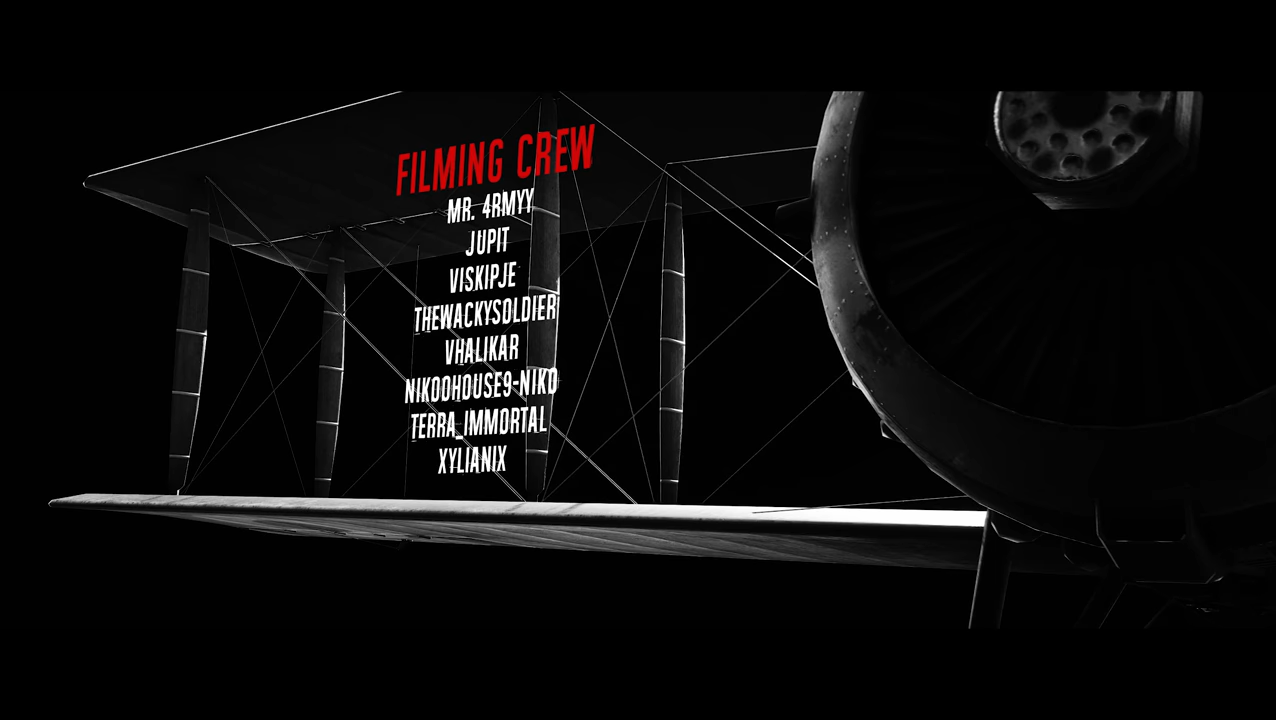 FILMING CREW
MR. 4RMYY
JUPIT
VISKIPJE
THEWACKYSOLDIER
VHALIKAR
NIKOOHOUSE9-NIKO
TERRA_IMMORTAL
XYLIANIX